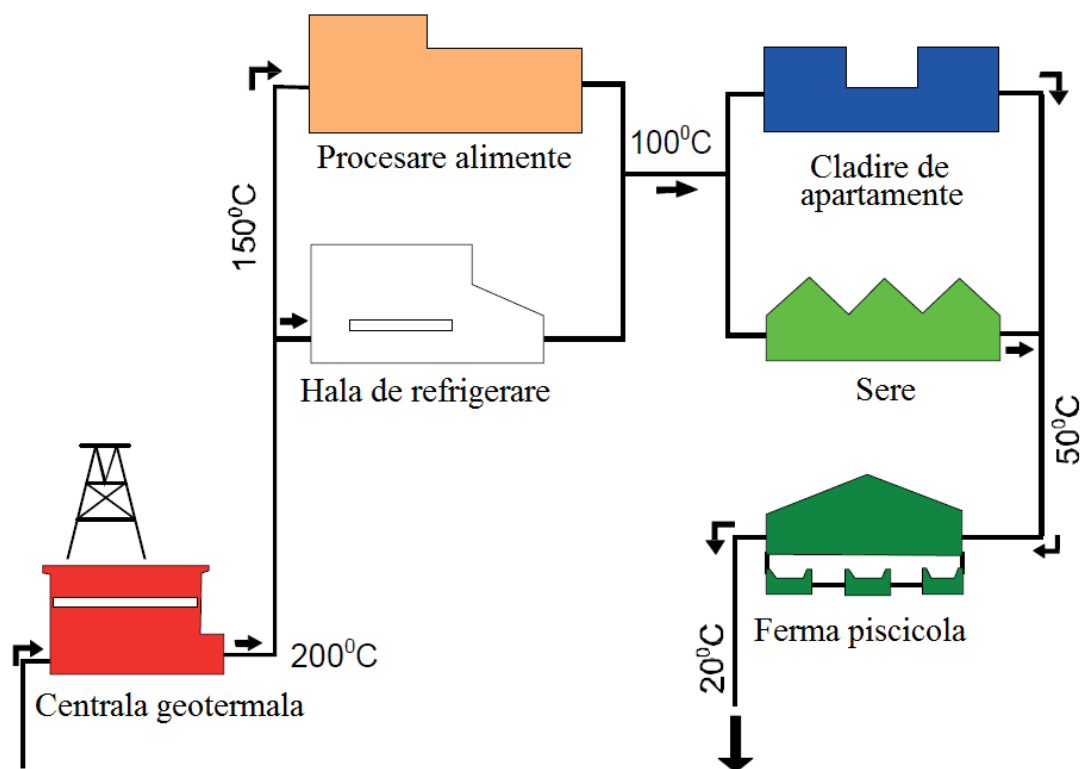 Procesare alimente
150⁰C
Hala de refrigerare
100⁰C
Cladire de
apartamente
Sere
50⁰C
Ferma piscicola
20⁰C
200⁰C
Centrala geotermala